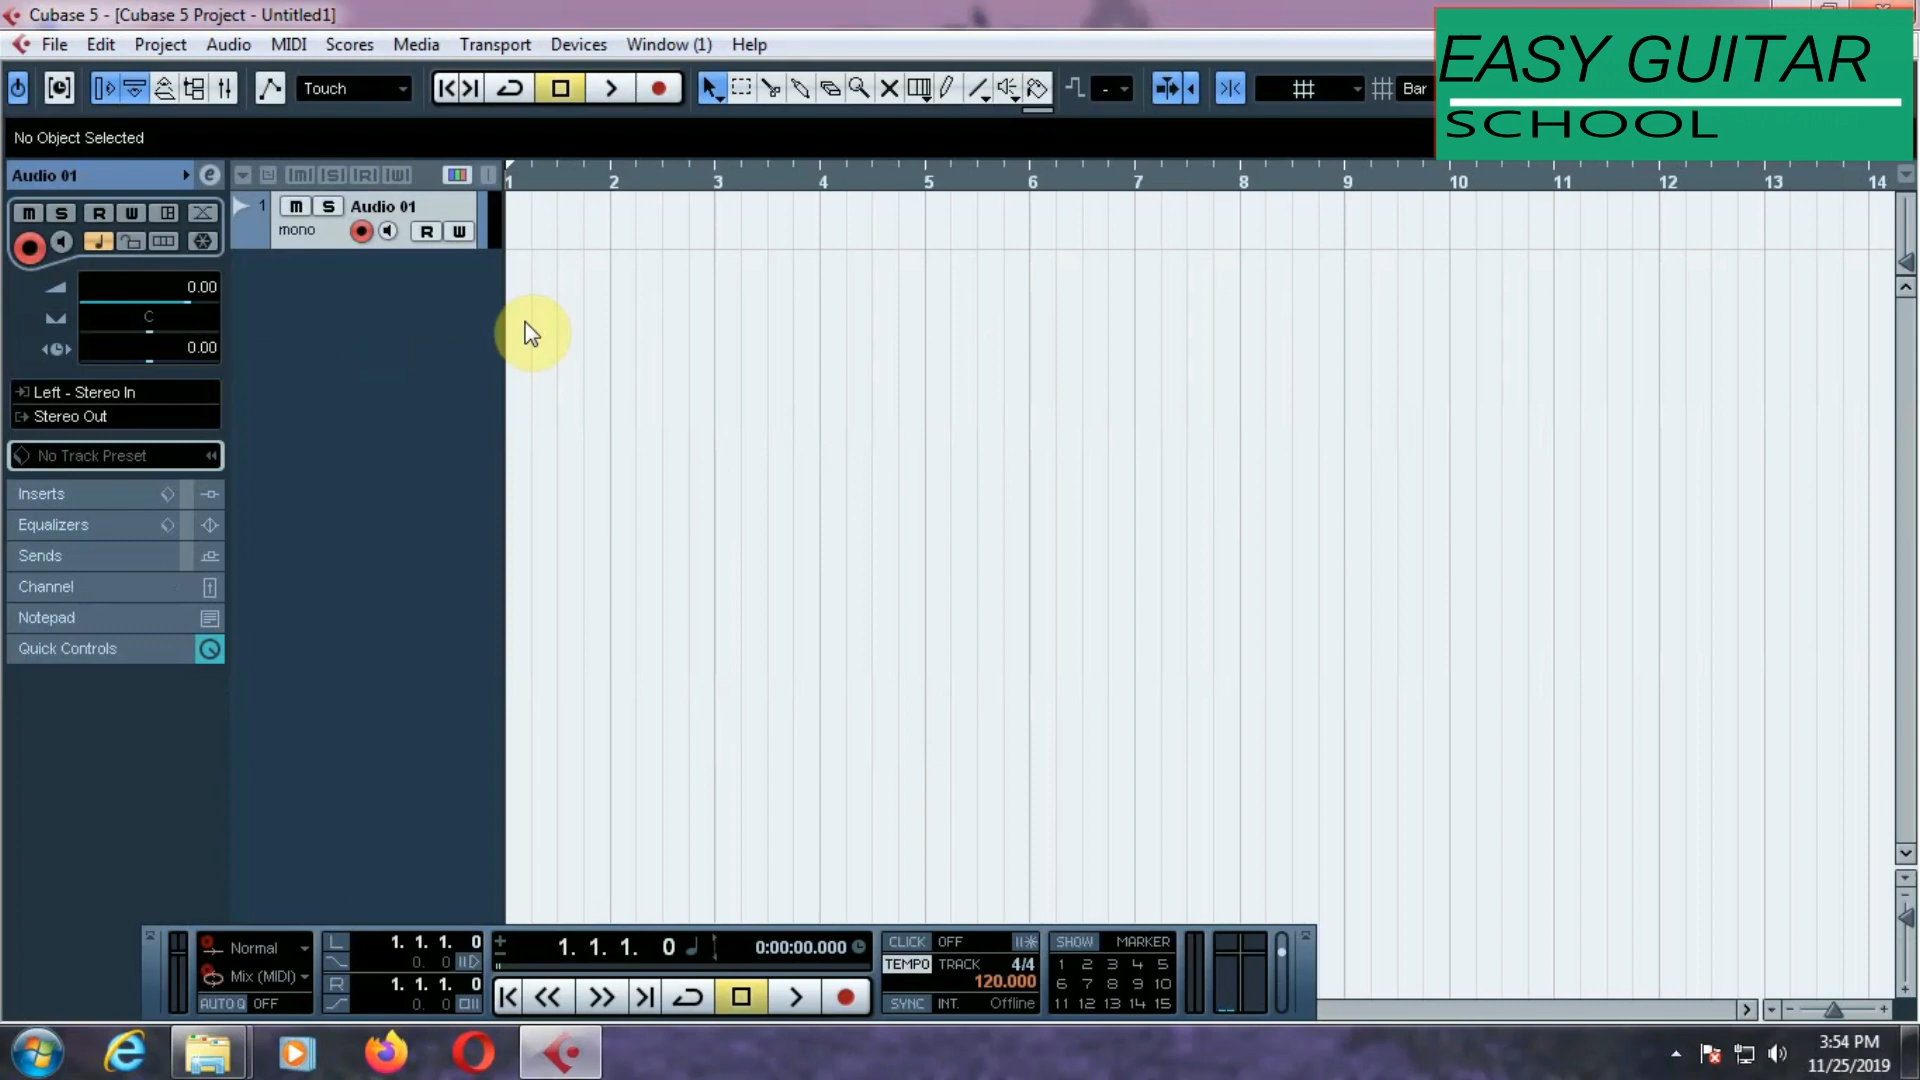 Cubase 5 - [Cubase 5 Project - Untitled1]
File Edit Project Audio MIDI Scores Media Transport Devices Window (1) Help
EASY GUITAR
SCHOOL
Touch - Bar
No Object Selected
Audio 01 e M S R W
1 2 3 4 5 6 7 8 9 10 11 12 13 14
M S R W
1 M S Audio 01
mono R W
0.00
C
0.00
Left - Stereo In
Stereo Out
No Track Preset
Inserts
Equalizers
Sends
Channel
Notepad
Quick Controls
Normal
Mix (MIDI)
AUTO Q OFF
L 1. 1. 1. 0
0. 0
R 1. 1. 1. 0
0. 0
1. 1. 1. 0 0:00:00.000
CLICK OFF
TEMPO TRACK 4/4
120.000
SYNC INT. Offline
SHOW MARKER
1 2 3 4 5
6 7 8 9 10
11 12 13 14 15
3:54 PM
11/25/2019